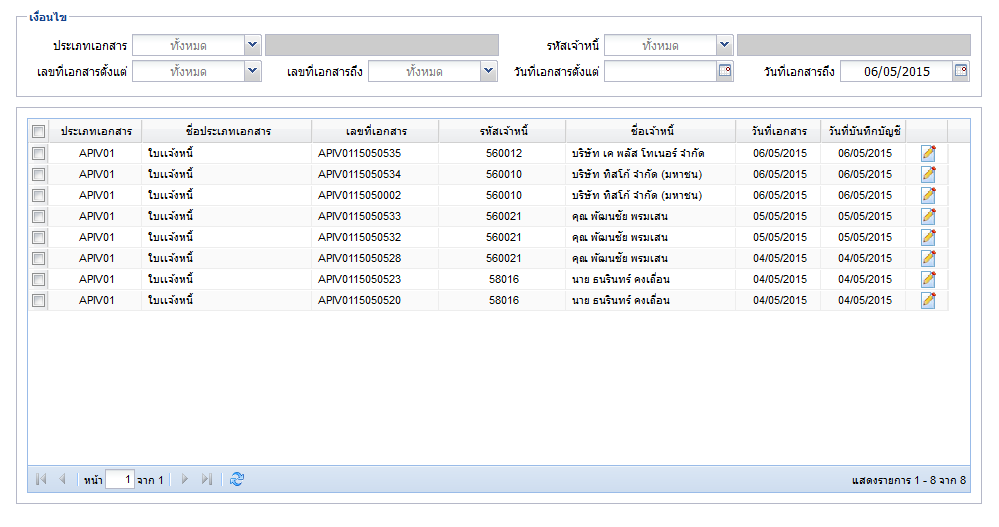 เงื่อนไข
ประเภทเอกสาร ทั้งหมด รหัสเจ้าหนี้ ทั้งหมด
เลขที่เอกสารตั้งแต่ ทั้งหมด เลขที่เอกสารถึง ทั้งหมด วันที่เอกสารตั้งแต่ วันที่เอกสารถึง 06/05/2015
ประเภทเอกสาร ชื่อประเภทเอกสาร เลขที่เอกสาร รหัสเจ้าหนี้ ชื่อเจ้าหนี้ วันที่เอกสาร วันที่บันทึกบัญชี
APIV01 ใบแจ้งหนี้ APIV0115050535 560012 บริษัท เค พลัส โทเนอร์ จำกัด 06/05/2015 06/05/2015
APIV01 ใบแจ้งหนี้ APIV0115050534 560010 บริษัท ทิสโก้ จำกัด (มหาชน) 06/05/2015 06/05/2015
APIV01 ใบแจ้งหนี้ APIV0115050002 560010 บริษัท ทิสโก้ จำกัด (มหาชน) 06/05/2015 06/05/2015
APIV01 ใบแจ้งหนี้ APIV0115050533 560021 คุณ พัฒนชัย พรมเสน 05/05/2015 05/05/2015
APIV01 ใบแจ้งหนี้ APIV0115050532 560021 คุณ พัฒนชัย พรมเสน 05/05/2015 05/05/2015
APIV01 ใบแจ้งหนี้ APIV0115050528 560021 คุณ พัฒนชัย พรมเสน 04/05/2015 04/05/2015
APIV01 ใบแจ้งหนี้ APIV0115050523 58016 นาย ธนรินทร์ คงเถื่อน 04/05/2015 04/05/2015
APIV01 ใบแจ้งหนี้ APIV0115050520 58016 นาย ธนรินทร์ คงเถื่อน 04/05/2015 04/05/2015
หน้า 1 จาก 1 แสดงรายการ 1 - 8 จาก 8